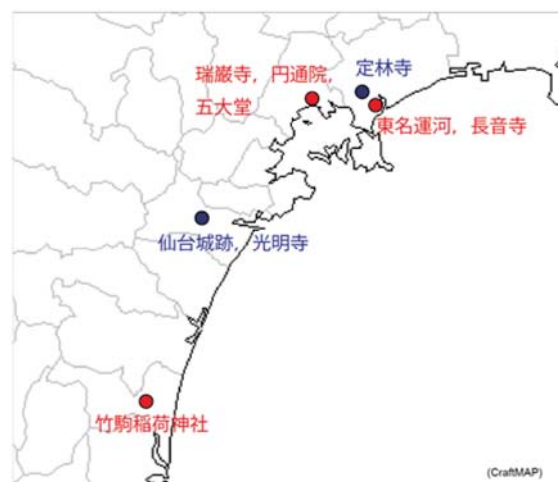 瑞巌寺，円通院，
五大堂
定林寺
東名運河，長音寺
仙台城跡，光明寺
竹駒稲荷神社
(CraftMAP)